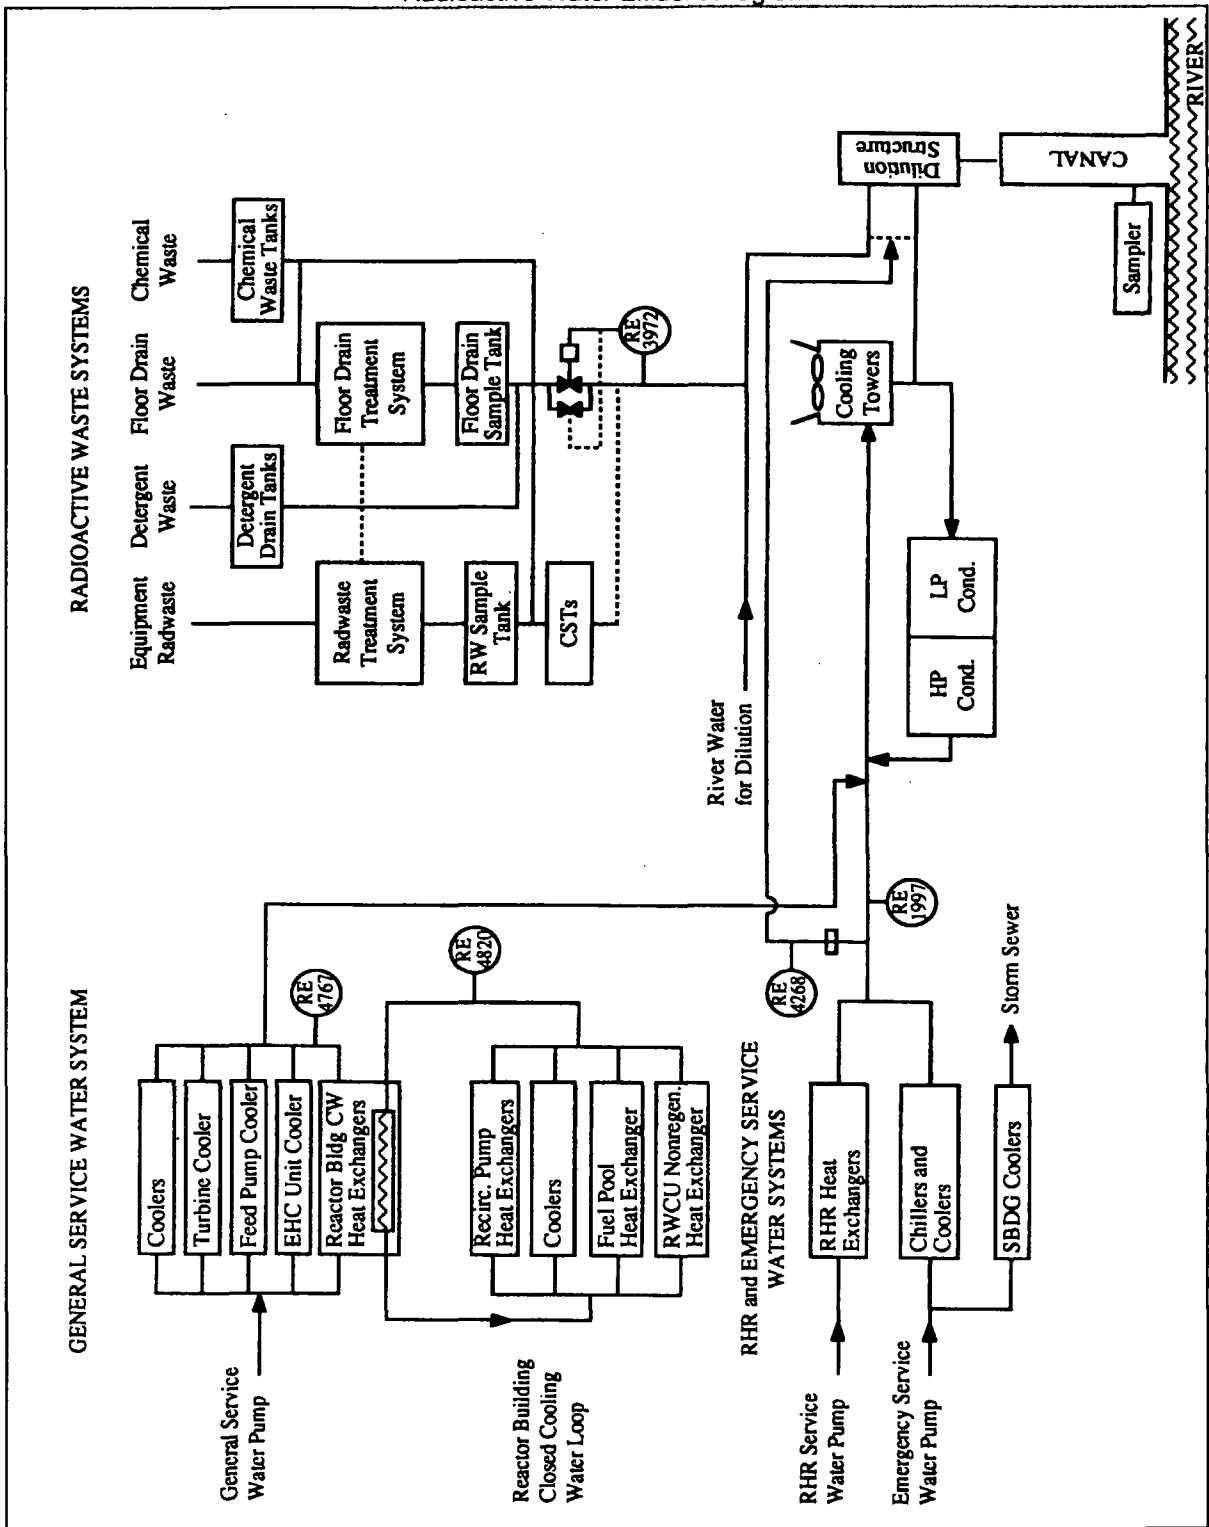 GENERAL SERVICE WATER SYSTEM
General Service
Water Pump
Coolers
Turbine Cooler
Feed Pump Cooler
EHC Unit Cooler
Reactor Bldg CW
Heat Exchangers
RE
4767
Reactor Building
Closed Cooling
Water Loop
Recirc. Pump
Heat Exchangers
Coolers
Fuel Pool
Heat Exchanger
RWCU Nonregen.
Heat Exchanger
RE
4820
RHR and EMERGENCY SERVICE
WATER SYSTEMS
RHR Service
Water Pump
RHR Heat
Exchangers
Emergency Service
Water Pump
Chillers and
Coolers
SBDG Coolers
Storm Sewer
RE
4268
RE
1997
RADIOACTIVE WASTE SYSTEMS
Equipment
Radwaste
Detergent
Waste
Floor Drain
Waste
Chemical
Waste
Radwaste
Treatment
System
RW Sample
Tank
CSTs
Detergent
Drain Tanks
Floor Drain
Treatment
System
Floor Drain
Sample Tank
Chemical
Waste Tanks
RE
3972
River Water
for Dilution
HP
Cond.
LP
Cond.
Cooling
Towers
Dilution
Structure
CANAL
Sampler
RIVER